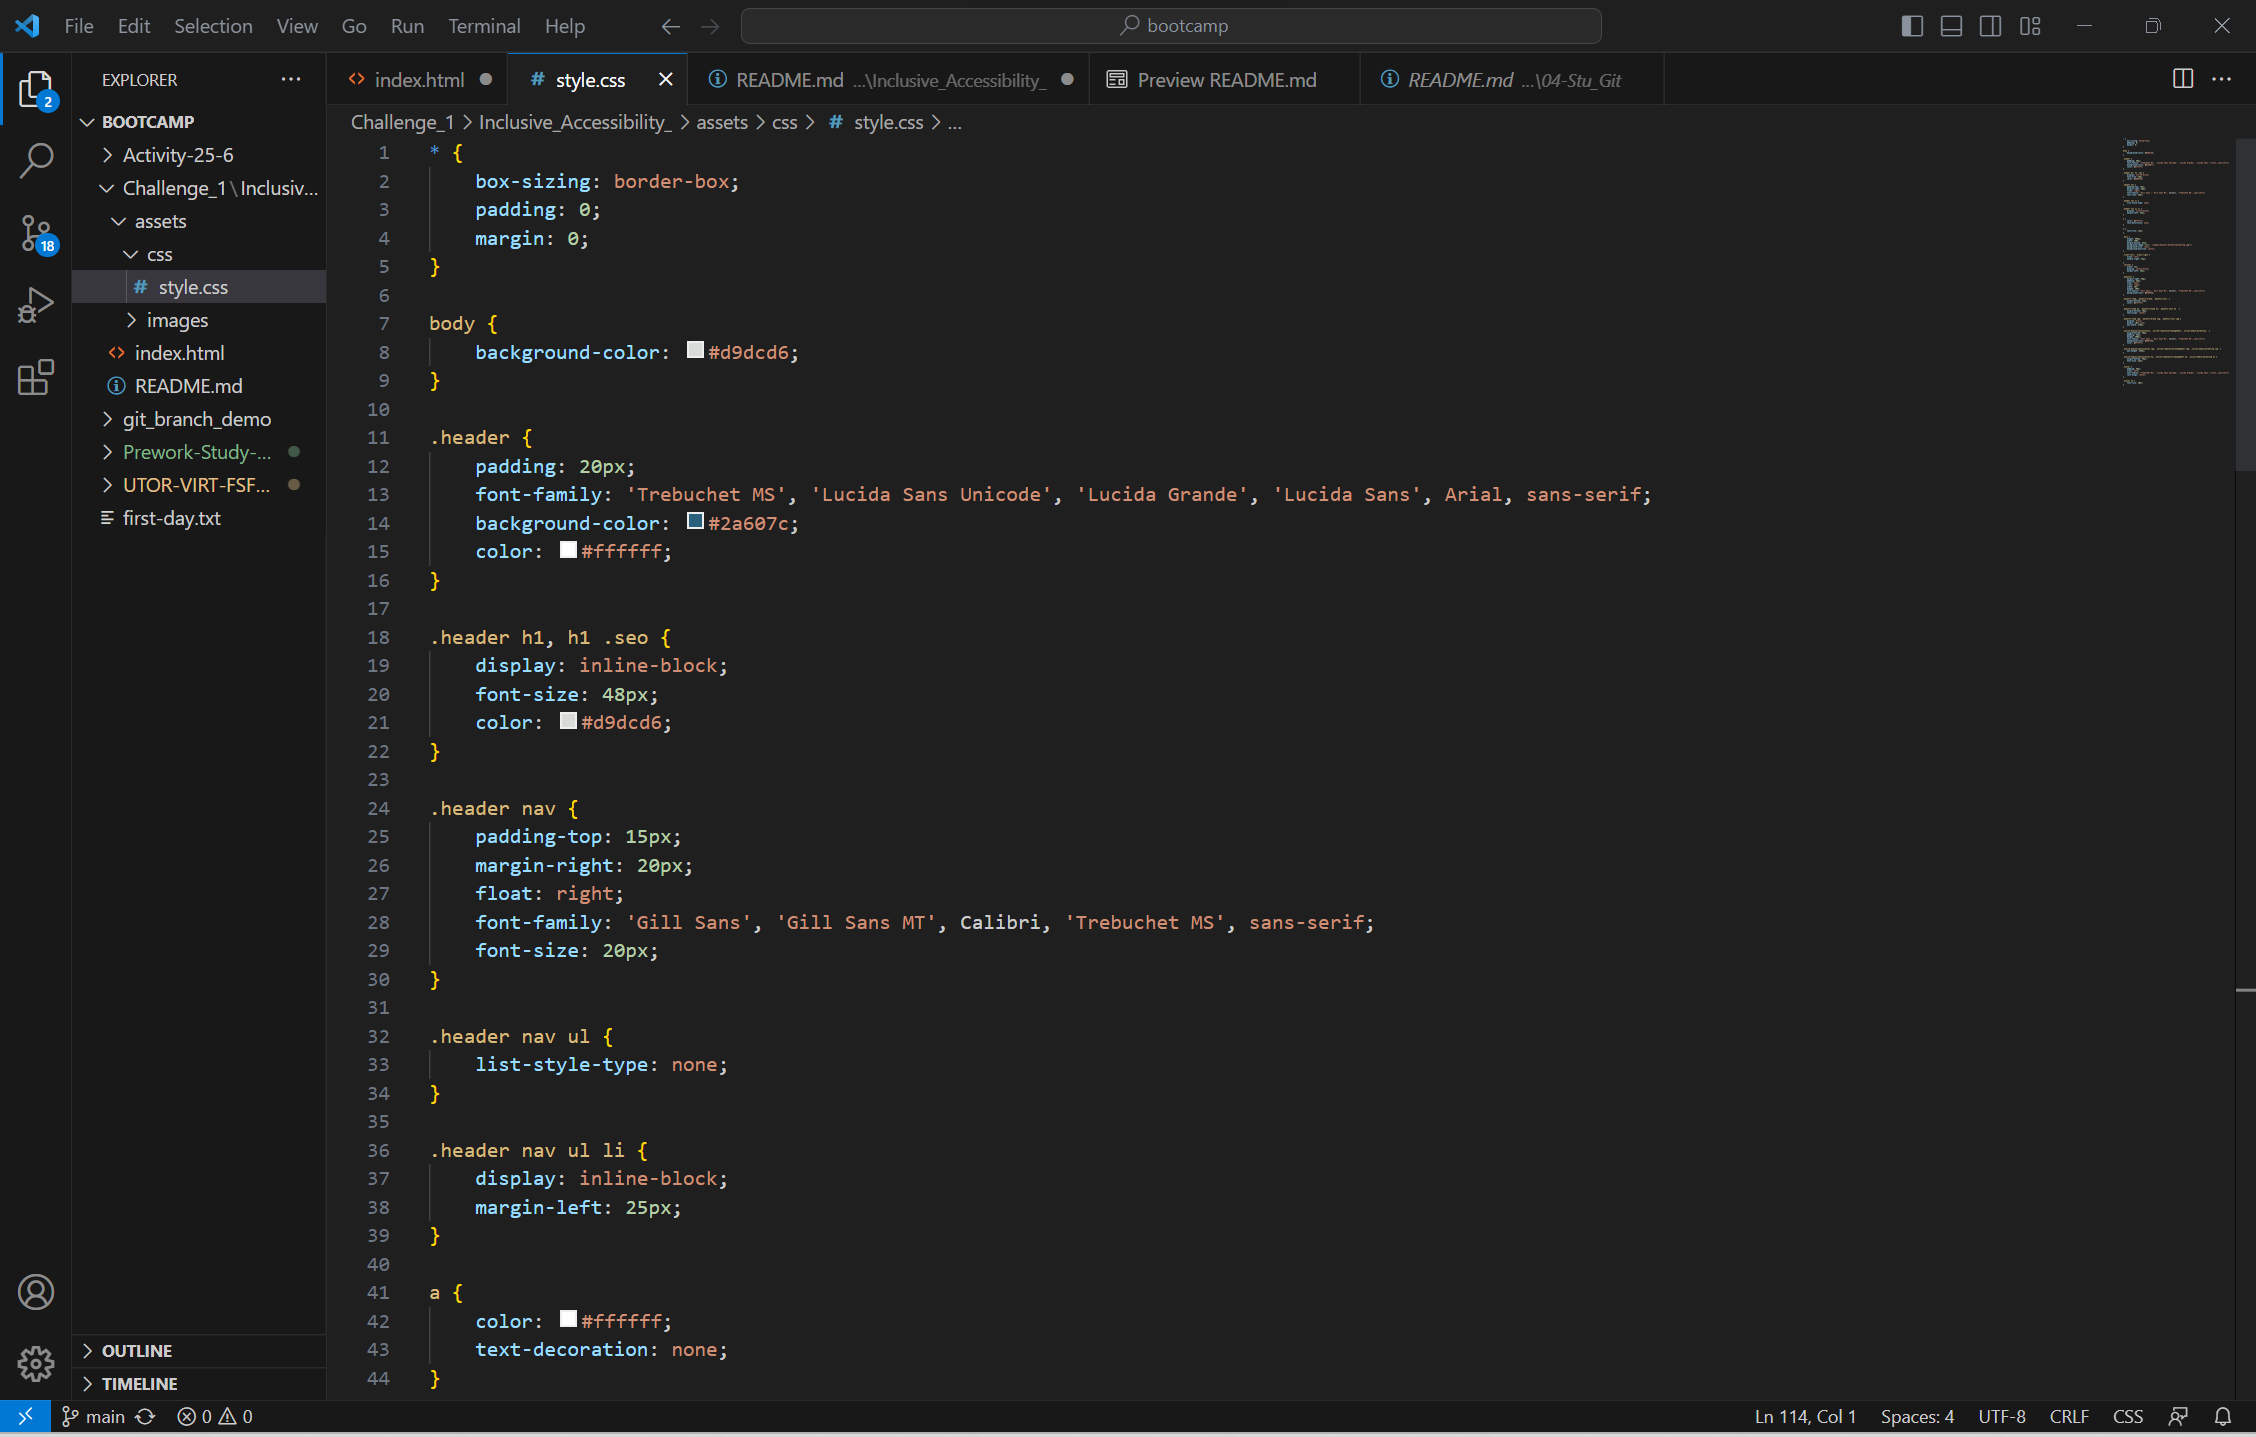 File Edit Selection View Go Run Terminal Help bootcamp
EXPLORER
index.html
style.css
README.md ...\Inclusive_Accessibility_
Preview README.md
README.md ...\04-Stu_Git
2
18
BOOTCAMP
Activity-25-6
Challenge_1\Inclusiv...
assets
css
style.css
images
index.html
README.md
git_branch_demo
Prework-Study-...
UTOR-VIRT-FSF...
first-day.txt
OUTLINE
TIMELINE
Challenge_1 > Inclusive_Accessibility_ > assets > css > # style.css > ...
1 * {
2 box-sizing: border-box;
3 padding: 0;
4 margin: 0;
5 }
6
7 body {
8 background-color: #d9dcd6;
9 }
10
11 .header {
12 padding: 20px;
13 font-family: 'Trebuchet MS', 'Lucida Sans Unicode', 'Lucida Grande', 'Lucida Sans', Arial, sans-serif;
14 background-color: #2a607c;
15 color: #ffffff;
16 }
17
18 .header h1, h1 .seo {
19 display: inline-block;
20 font-size: 48px;
21 color: #d9dcd6;
22 }
23
24 .header nav {
25 padding-top: 15px;
26 margin-right: 20px;
27 float: right;
28 font-family: 'Gill Sans', 'Gill Sans MT', Calibri, 'Trebuchet MS', sans-serif;
29 font-size: 20px;
30 }
31
32 .header nav ul {
33 list-style-type: none;
34 }
35
36 .header nav ul li {
37 display: inline-block;
38 margin-left: 25px;
39 }
40
41 a {
42 color: #ffffff;
43 text-decoration: none;
44 }
main 0 0 Ln 114, Col 1 Spaces: 4 UTF-8 CRLF CSS